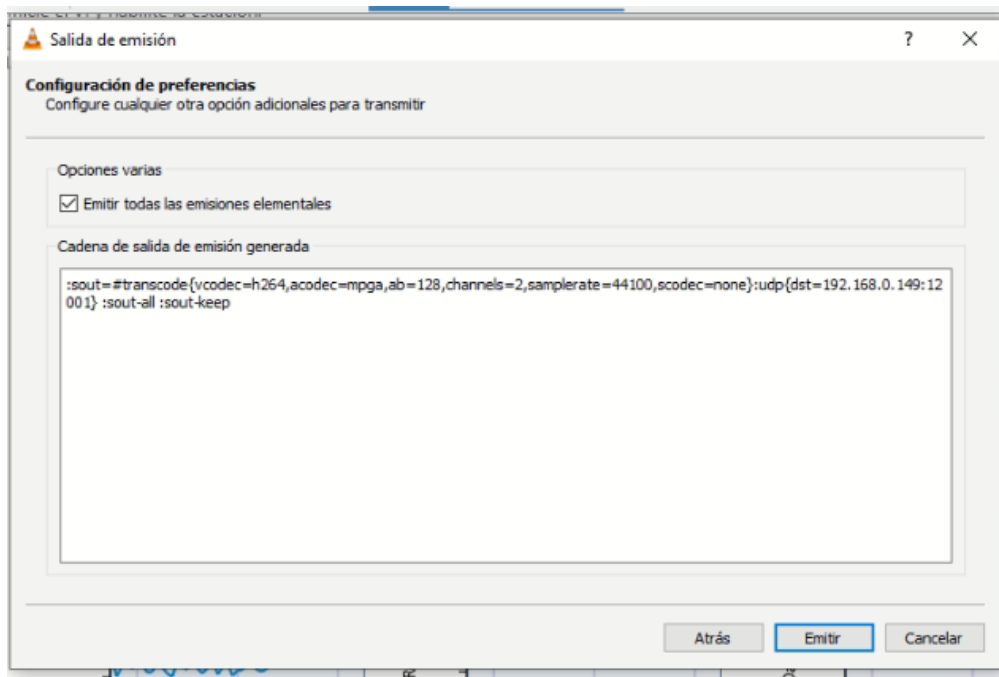 Salida de emisión
?
Configuración de preferencias
Configure cualquier otra opción adicionales para transmitir
Opciones varias
Emitir todas las emisiones elementales
Cadena de salida de emisión generada
:sout=#transcode{vcodec=h264,acodec=mpga,ab=128,channels=2,samplerate=44100,scodec=none}:udp{dst=192.168.0.149:12
001} :sout-all :sout-keep
Atrás Emitir Cancelar